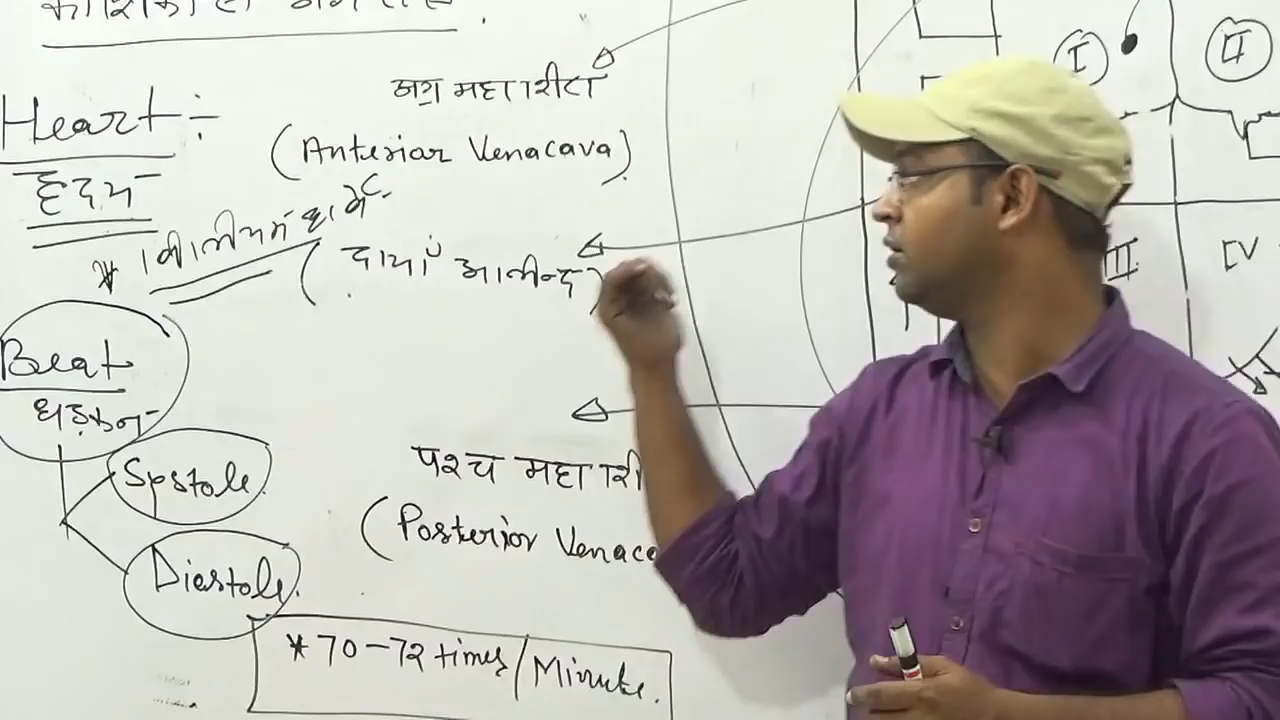 Heart :-
हृदय
अग्र महाशिरा
(Anterior Venacava)
(दायाँ आलिन्द)
Beat
धड़कन
Systole
Diastole
पश्च महाशि
(Posterior Venaca
* 70-72 times/Minute.
I
II
III
IV